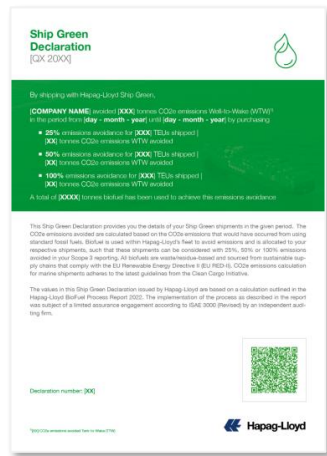 Ship Green
Declaration
[QX 20XX]
By shipping with Hapag-Lloyd Ship Green,
[COMPANY NAME] avoided [XXX] tonnes CO2e emissions Well-to-Wake (WTW)*¹
in the period from [day - month - year] until [day - month - year] by purchasing:
25% emissions avoidance for [XXX] TEUs shipped |
[XX] tonnes CO2e emissions WTW avoided
50% emissions avoidance for [XXX] TEUs shipped |
[XX] tonnes CO2e emissions WTW avoided
100% emissions avoidance for [XXX] TEUs shipped |
[XX] tonnes CO2e emissions WTW avoided
A total of [XXXX] tonnes biofuel has been used to achieve this emissions avoidance
This Ship Green Declaration provides you the details of your Ship Green shipments in the given period. The
CO2e emissions avoided are calculated based on the CO2e emissions that would have occurred from using
standard fossil fuels. Biofuel is used within Hapag-Lloyd's fleet to avoid emissions and is allocated to your
respective shipments, such that these shipments can be considered with 25%, 50% or 100% emissions
avoided in your Scope 3 reporting. All biofuels are waste/residue-based and sourced from sustainable sup-
ply chains that comply with the EU Renewable Energy Directive II (EU RED-II). CO2e emissions calculation
for marine shipments adheres to the latest guidelines from the Clean Cargo Initiative.
The values in this Ship Green Declaration issued by Hapag-Lloyd are based on a calculation outlined in the
Hapag-Lloyd BioFuel Process Report 2022. The implementation of the process as described in the report
was subject of a limited assurance engagement according to ISAE 3000 (Revised) by an independent audi-
ting firm.
Declaration number: [XX]
Hapag-Lloyd